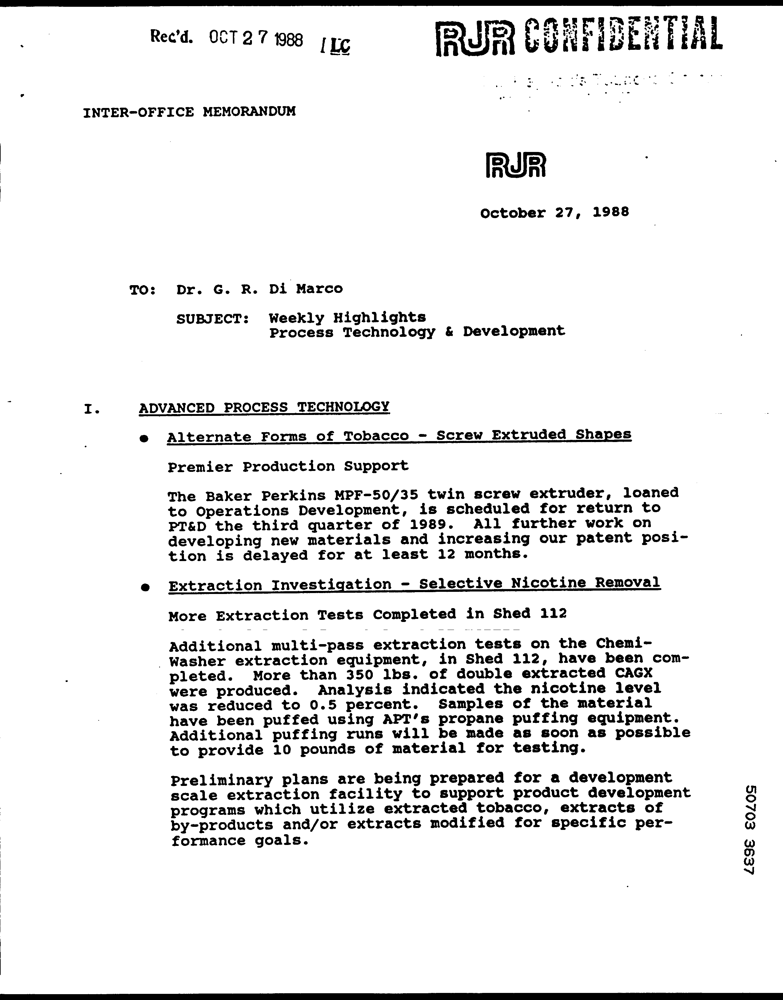 Rec'd. OCT 27 1988
RJR CONFIDENTIAL
INTER-OFFICE MEMORANDUM
RJR
October 27, 1988
TO: Dr. G. R. Di Marco
SUBJECT: Weekly Highlights
Process Technology & Development
I. ADVANCED PROCESS TECHNOLOGY
● Alternate Forms of Tobacco - Screw Extruded Shapes
Premier Production Support
The Baker Perkins MPF-50/35 twin screw extruder, loaned
to Operations Development, is scheduled for return to
PT&D the third quarter of 1989. All further work on
developing new materials and increasing our patent posi-
tion is delayed for at least 12 months.
● Extraction Investigation - Selective Nicotine Removal
More Extraction Tests Completed in Shed 112
Additional multi-pass extraction tests on the Chemi-
Washer extraction equipment, in Shed 112, have been com-
pleted. More than 350 lbs. of double extracted CAGX
were produced. Analysis indicated the nicotine level
was reduced to 0.5 percent. Samples of the material
have been puffed using APT's propane puffing equipment.
Additional puffing runs will be made as soon as possible
to provide 10 pounds of material for testing.
Preliminary plans are being prepared for a development
scale extraction facility to support product development
programs which utilize extracted tobacco, extracts of
by-products and/or extracts modified for specific per-
formance goals.
50703 3637